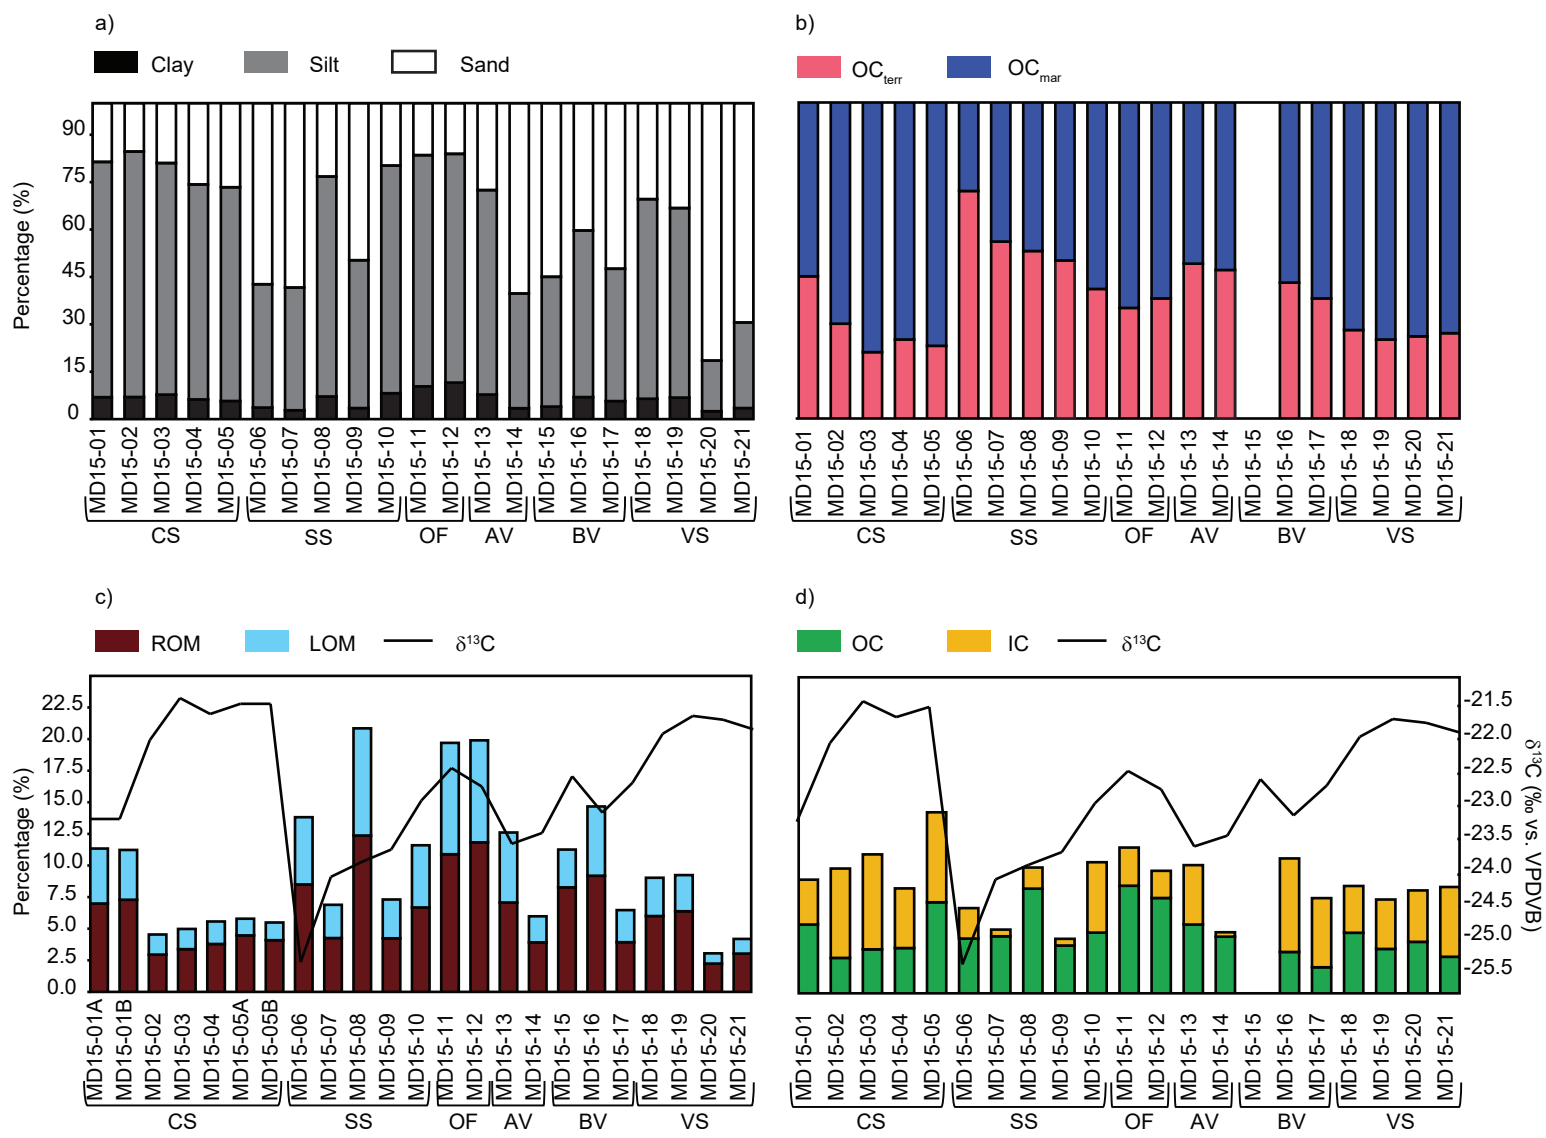 a)
Clay Silt Sand
Percentage (%)
90
75
60
45
30
15
0
MD15-01 MD15-02 MD15-03 MD15-04 MD15-05 MD15-06 MD15-07 MD15-08 MD15-09 MD15-10 MD15-11 MD15-12 MD15-13 MD15-14 MD15-15 MD15-16 MD15-17 MD15-18 MD15-19 MD15-20 MD15-21
CS SS OF AV BV VS
b)
OCterr OCmar
MD15-01 MD15-02 MD15-03 MD15-04 MD15-05 MD15-06 MD15-07 MD15-08 MD15-09 MD15-10 MD15-11 MD15-12 MD15-13 MD15-14 MD15-15 MD15-16 MD15-17 MD15-18 MD15-19 MD15-20 MD15-21
CS SS OF AV BV VS
c)
ROM LOM δ¹³C
Percentage (%)
22.5
20.0
17.5
15.0
12.5
10.0
7.5
5.0
2.5
0.0
MD15-01A MD15-01B MD15-02 MD15-03 MD15-04 MD15-05A MD15-05B MD15-06 MD15-07 MD15-08 MD15-09 MD15-10 MD15-11 MD15-12 MD15-13 MD15-14 MD15-15 MD15-16 MD15-17 MD15-18 MD15-19 MD15-20 MD15-21
CS SS OF AV BV VS
d)
OC IC δ¹³C
-21.5
-22.0
-22.5
-23.0
-23.5
-24.0
-24.5
-25.0
-25.5
δ¹³C (‰ vs. VPDVB)
MD15-01 MD15-02 MD15-03 MD15-04 MD15-05 MD15-06 MD15-07 MD15-08 MD15-09 MD15-10 MD15-11 MD15-12 MD15-13 MD15-14 MD15-15 MD15-16 MD15-17 MD15-18 MD15-19 MD15-20 MD15-21
CS SS OF AV BV VS